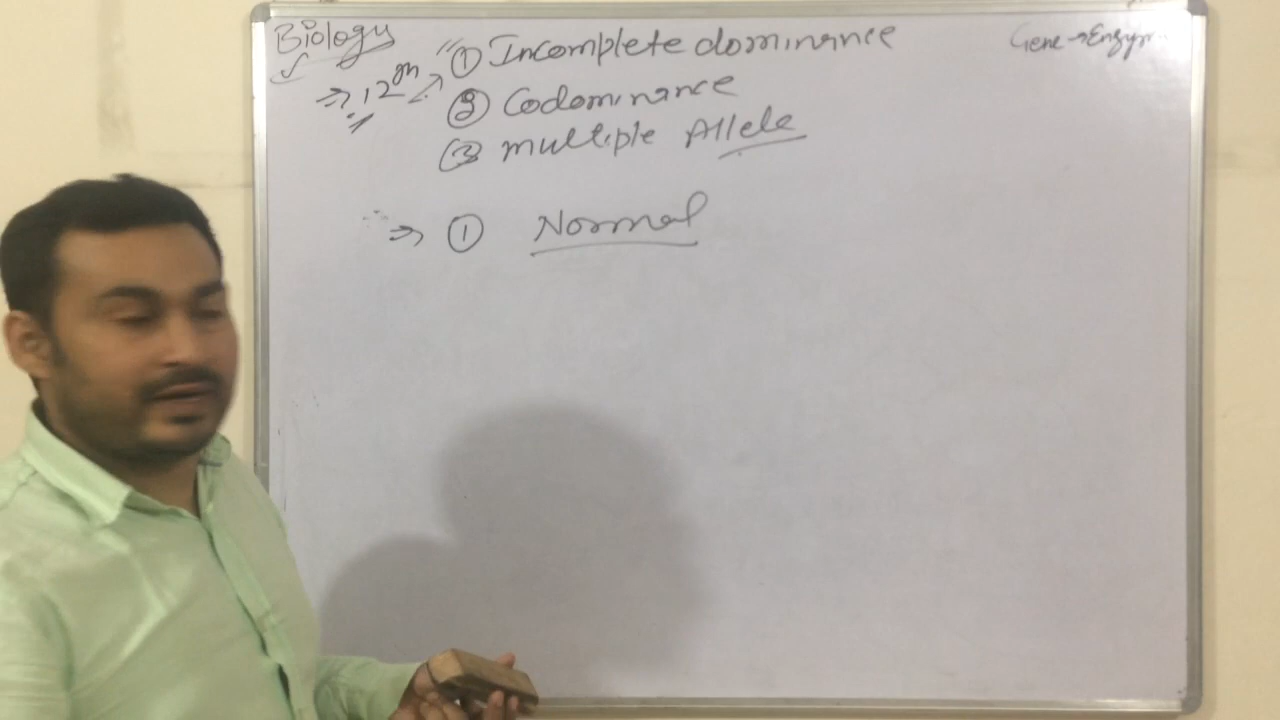 Biology
⇒ 12th
"① Incomplete dominance
② Codominance
③ multiple Allele
⇒ ① Normal
Gene →